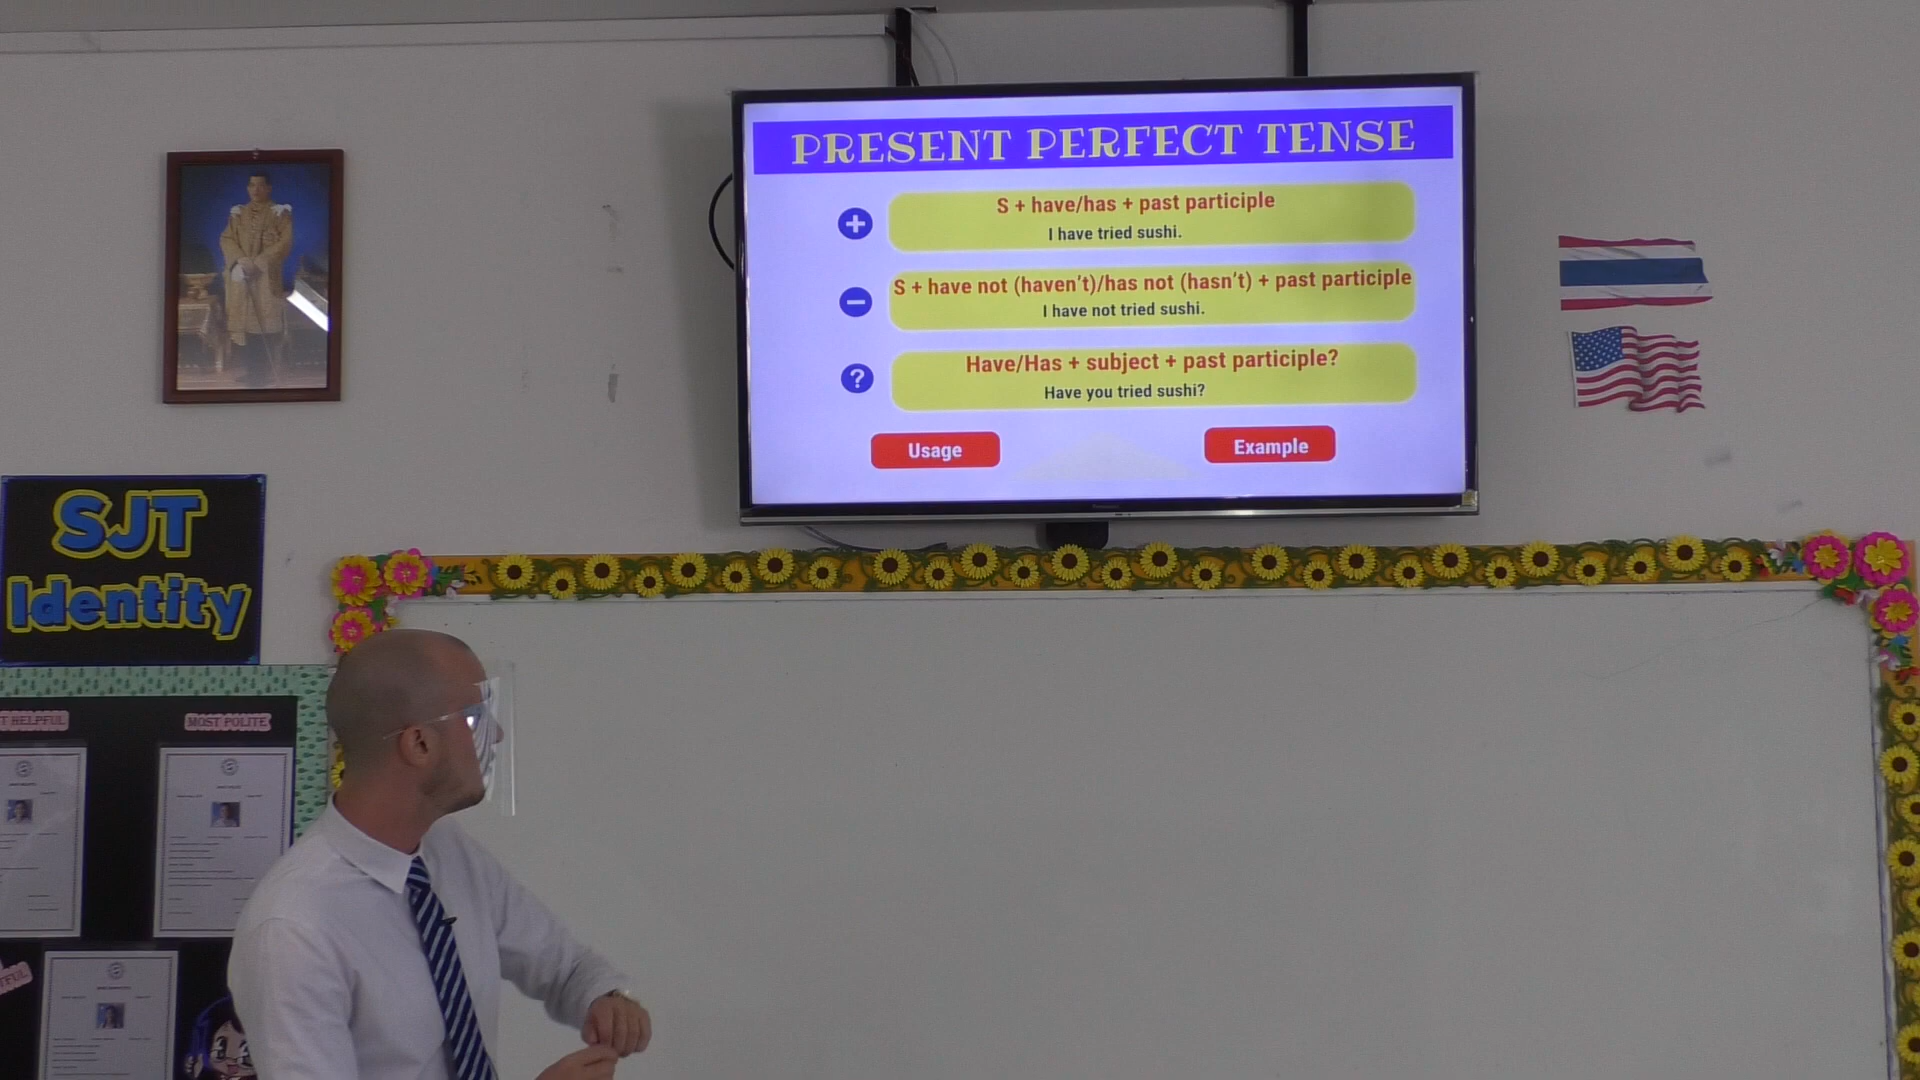 PRESENT PERFECT TENSE
+
S + have/has + past participle
I have tried sushi.
−
S + have not (haven't)/has not (hasn't) + past participle
I have not tried sushi.
?
Have/Has + subject + past participle?
Have you tried sushi?
Usage
Example
SJT
Identity
HELPFUL
MOST POLITE